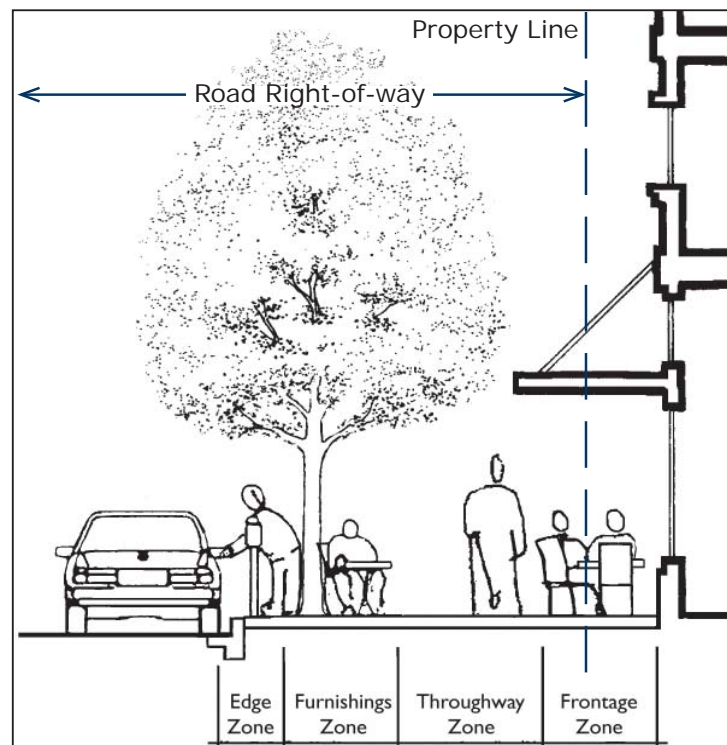 Property Line
Road Right-of-way
Edge
Zone
Furnishings
Zone
Throughway
Zone
Frontage
Zone